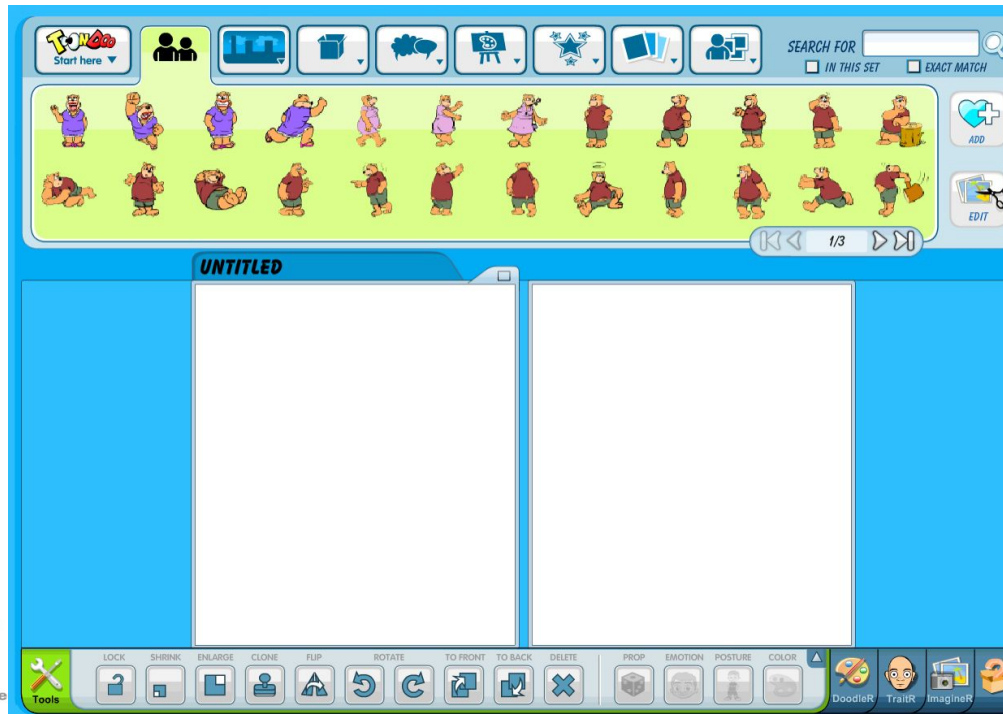 TOONDOO
Start here
SEARCH FOR
IN THIS SET
EXACT MATCH
ADD
EDIT
1/3
UNTITLED
LOCK
SHRINK
ENLARGE
CLONE
FLIP
ROTATE
TO FRONT
TO BACK
DELETE
PROP
EMOTION
POSTURE
COLOR
Tools
DoodleR
TraitR
ImagineR
e